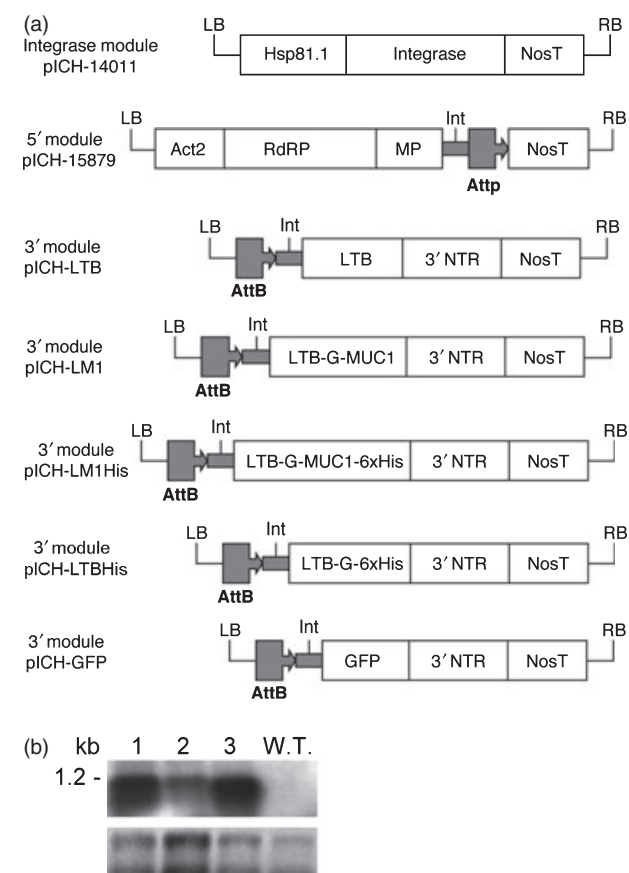 (a)
Integrase module
pICH-14011
LB
RB
Hsp81.1
Integrase
NosT
5′ module
pICH-15879
LB
Int
RB
Act2
RdRP
MP
NosT
Attp
3′ module
pICH-LTB
LB
Int
RB
LTB
3′ NTR
NosT
AttB
3′ module
pICH-LM1
LB
Int
RB
LTB-G-MUC1
3′ NTR
NosT
AttB
3′ module
pICH-LM1His
LB
Int
RB
LTB-G-MUC1-6xHis
3′ NTR
NosT
AttB
3′ module
pICH-LTBHis
LB
Int
RB
LTB-G-6xHis
3′ NTR
NosT
AttB
3′ module
pICH-GFP
LB
Int
RB
GFP
3′ NTR
NosT
AttB
(b) kb 1 2 3 W.T.
1.2 -